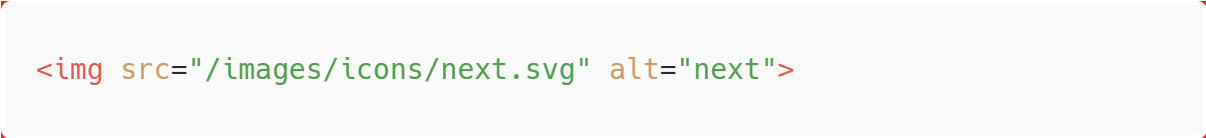 <img src="/images/icons/next.svg" alt="next">